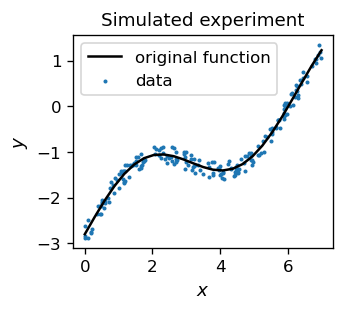 Simulated experiment
original function
data
1
0
−1
−2
−3
y
0
2
4
6
x